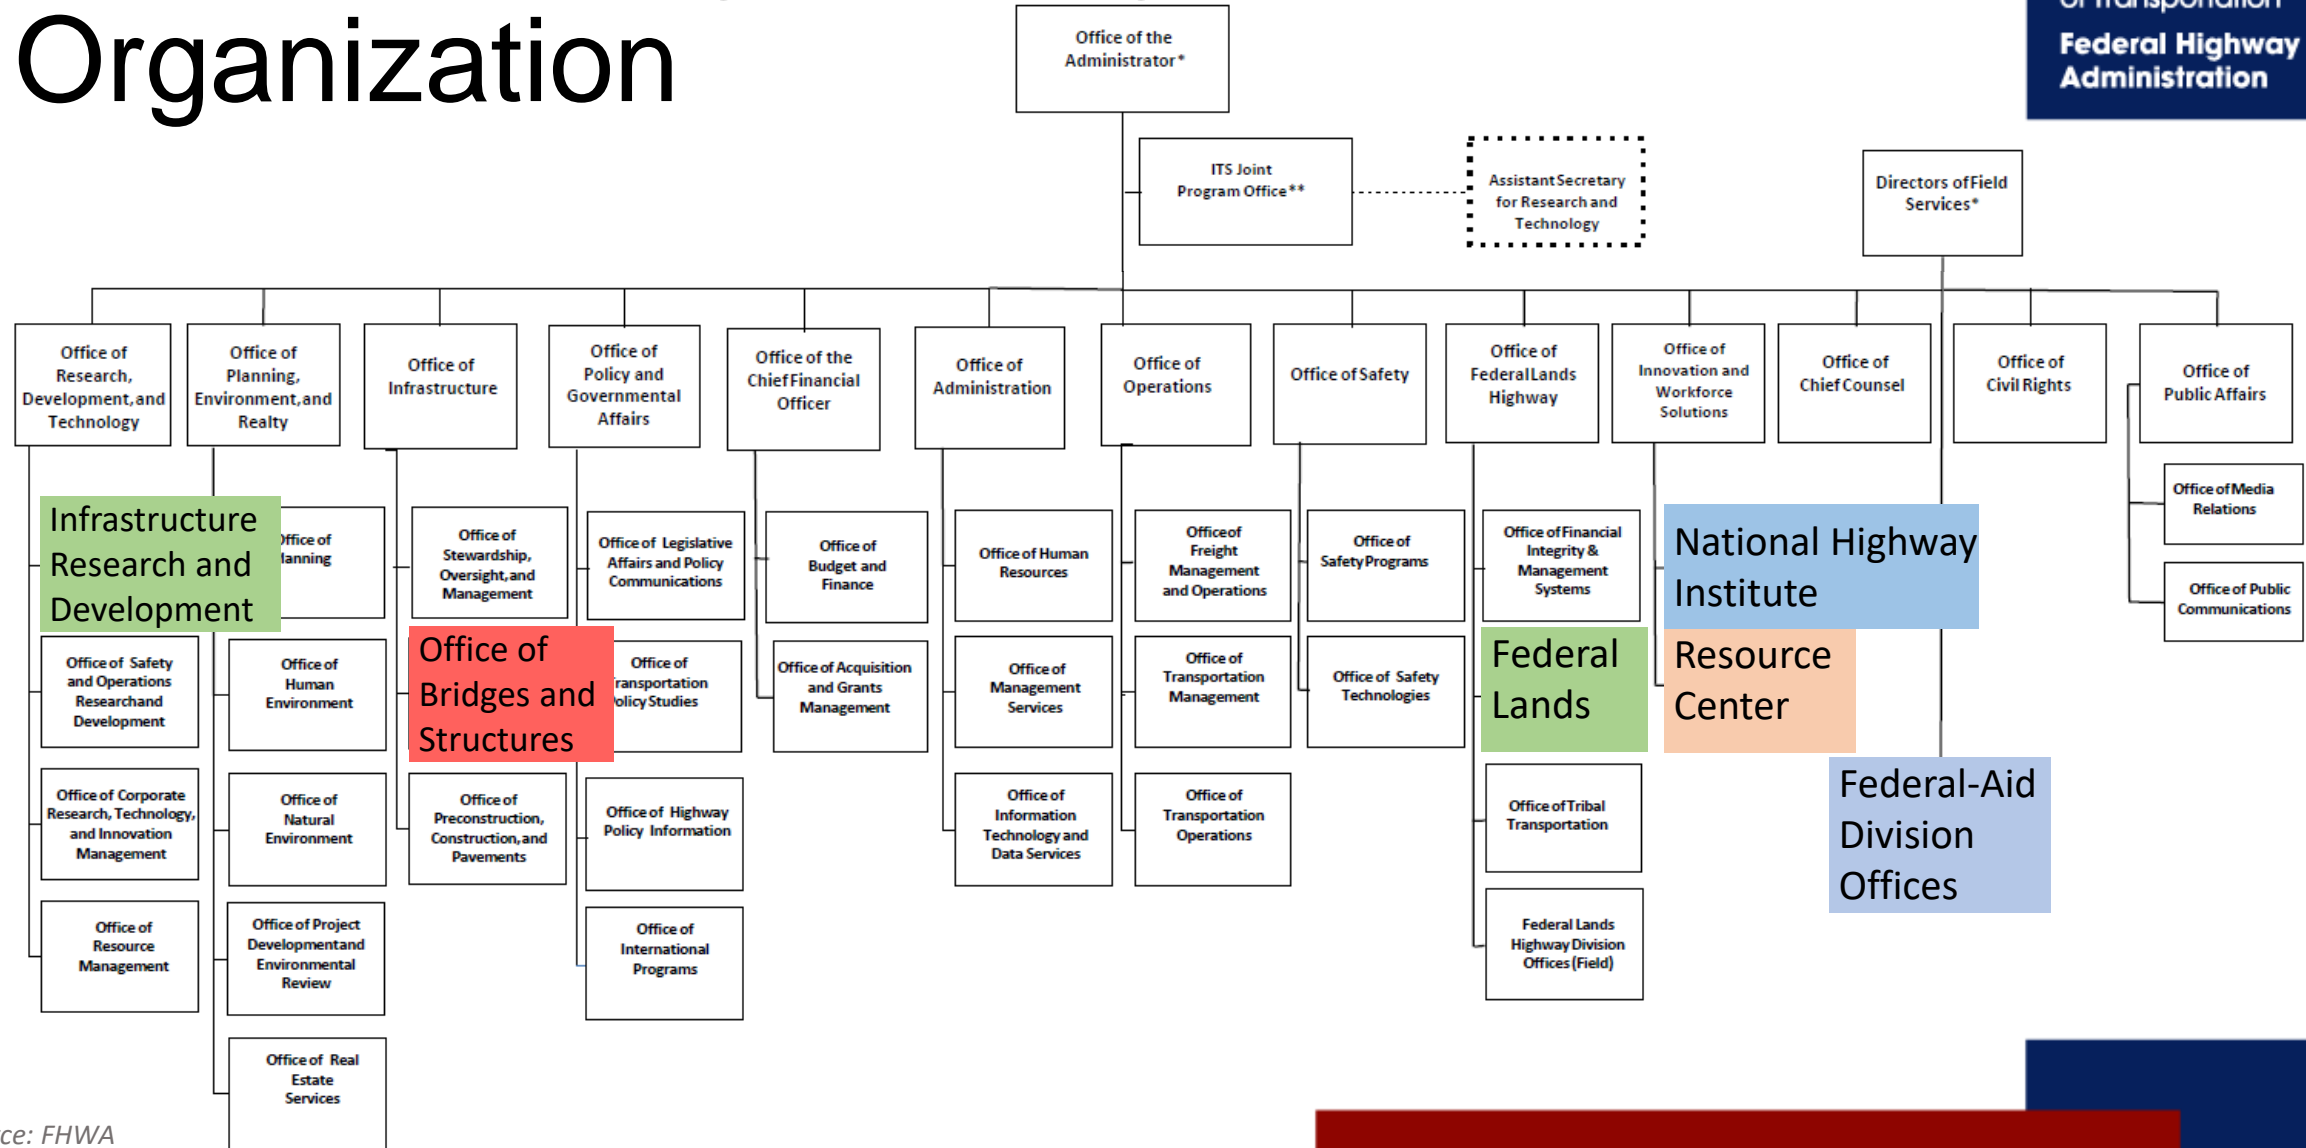 Organization
of Transportation
Federal Highway
Administration
Office of the
Administrator*
ITS Joint
Program Office**
Assistant Secretary
for Research and
Technology
Directors of Field
Services*
Office of
Research,
Development, and
Technology
Office of
Planning,
Environment, and
Realty
Office of
Infrastructure
Office of
Policy and
Governmental
Affairs
Office of the
Chief Financial
Officer
Office of
Administration
Office of
Operations
Office of Safety
Office of
Federal Lands
Highway
Office of
Innovation and
Workforce
Solutions
Office of
Chief Counsel
Office of
Civil Rights
Office of
Public Affairs
Infrastructure
Research and
Development
Office of Safety
and Operations
Research and
Development
Office of Corporate
Research, Technology,
and Innovation
Management
Office of
Resource
Management
ffice of
lanning
Office of
Human
Environment
Office of
Natural
Environment
Office of Project
Development and
Environmental
Review
Office of Real
Estate
Services
Office of
Stewardship,
Oversight, and
Management
Office of
Bridges and
Structures
Office of
Preconstruction,
Construction, and
Pavements
Office of Legislative
Affairs and Policy
Communications
Office of
ransportation
olicy Studies
Office of Highway
Policy Information
Office of
International
Programs
Office of
Budget and
Finance
Office of Acquisition
and Grants
Management
Office of Human
Resources
Office of
Management
Services
Office of
Information
Technology and
Data Services
Office of
Freight
Management
and Operations
Office of
Transportation
Management
Office of
Transportation
Operations
Office of
Safety Programs
Office of Safety
Technologies
Office of Financial
Integrity &
Management
Systems
Federal
Lands
Office of Tribal
Transportation
Federal Lands
Highway Division
Offices (Field)
National Highway
Institute
Resource
Center
Federal-Aid
Division
Offices
Office of Media
Relations
Office of Public
Communications
ce: FHWA